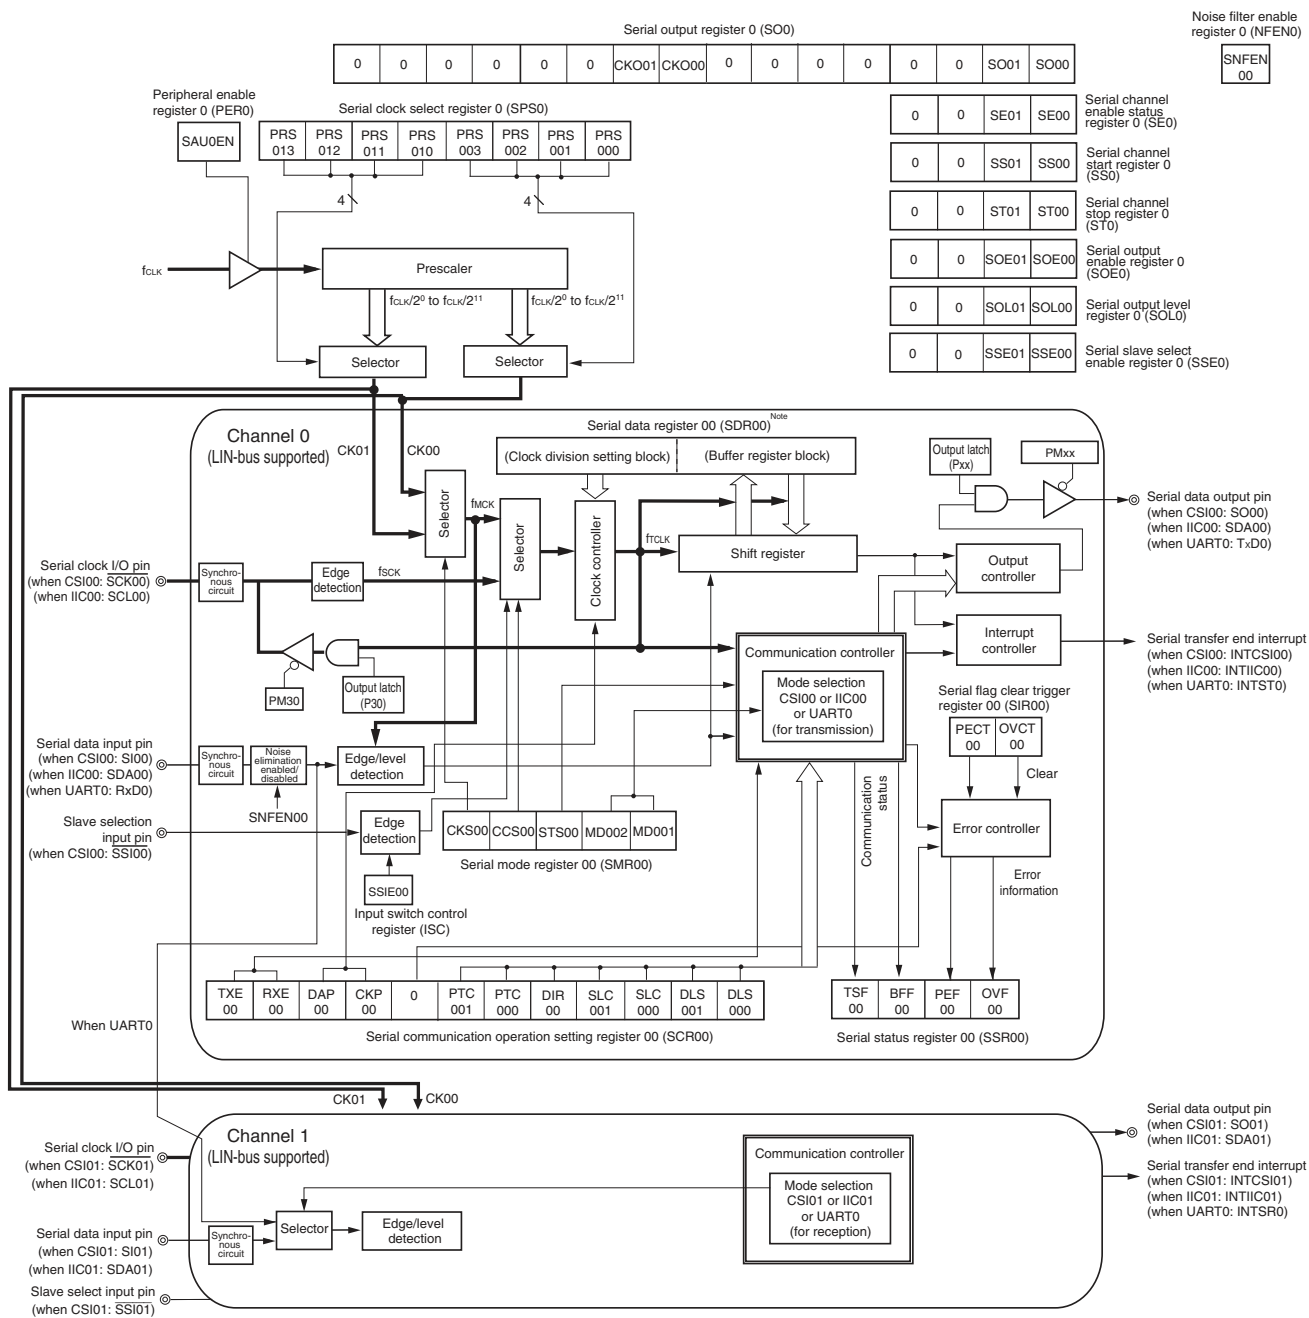 Serial output register 0 (SO0)
0 0 0 0 0 0 CKO01 CKO00 0 0 0 0 0 0 SO01 SO00
Noise filter enable
register 0 (NFEN0)
SNFEN
00
Peripheral enable
register 0 (PER0)
SAU0EN
Serial clock select register 0 (SPS0)
PRS PRS PRS PRS PRS PRS PRS PRS
013 012 011 010 003 002 001 000
0 0 SE01 SE00
Serial channel
enable status
register 0 (SE0)
0 0 SS01 SS00
Serial channel
start register 0
(SS0)
0 0 ST01 ST00
Serial channel
stop register 0
(ST0)
0 0 SOE01 SOE00
Serial output
enable register 0
(SOE0)
0 0 SOL01 SOL00
Serial output level
register 0 (SOL0)
0 0 SSE01 SSE00
Serial slave select
enable register 0 (SSE0)
4 4
fCLK
Prescaler
fCLK/2⁰ to fCLK/2¹¹ fCLK/2⁰ to fCLK/2¹¹
Selector Selector
Channel 0
(LIN-bus supported)
CK01 CK00
Serial data register 00 (SDR00) Note
(Clock division setting block) (Buffer register block)
Selector
fMCK
Selector
Clock controller
fTCLK
Shift register
Output latch
(Pxx)
PMxx
Serial data output pin
(when CSI00: SO00)
(when IIC00: SDA00)
(when UART0: TxD0)
Output
controller
Serial clock I/O pin
(when CSI00: SCK00)
(when IIC00: SCL00)
Synchro-
nous
circuit
Edge
detection
fSCK
Interrupt
controller
Serial transfer end interrupt
(when CSI00: INTCSI00)
(when IIC00: INTIIC00)
(when UART0: INTST0)
PM30
Output latch
(P30)
Communication controller
Mode selection
CSI00 or IIC00
or UART0
(for transmission)
Serial flag clear trigger
register 00 (SIR00)
PECT OVCT
00 00
Clear
Serial data input pin
(when CSI00: SI00)
(when IIC00: SDA00)
(when UART0: RxD0)
Synchro-
nous
circuit
Noise
elimination
enabled/
disabled
Edge/level
detection
SNFEN00
Slave selection
input pin
(when CSI00: SSI00)
Edge
detection
SSIE00
Input switch control
register (ISC)
CKS00 CCS00 STS00 MD002 MD001
Serial mode register 00 (SMR00)
Communication
status
Error controller
Error
information
When UART0
TXE RXE DAP CKP 0 PTC PTC DIR SLC SLC DLS DLS
00 00 00 00 001 000 00 001 000 001 000
Serial communication operation setting register 00 (SCR00)
TSF BFF PEF OVF
00 00 00 00
Serial status register 00 (SSR00)
CK01 CK00
Channel 1
(LIN-bus supported)
Serial clock I/O pin
(when CSI01: SCK01)
(when IIC01: SCL01)
Serial data input pin
(when CSI01: SI01)
(when IIC01: SDA01)
Synchro-
nous
circuit
Selector
Edge/level
detection
Communication controller
Mode selection
CSI01 or IIC01
or UART0
(for reception)
Serial data output pin
(when CSI01: SO01)
(when IIC01: SDA01)
Serial transfer end interrupt
(when CSI01: INTCSI01)
(when IIC01: INTIIC01)
(when UART0: INTSR0)
Slave select input pin
(when CSI01: SSI01)